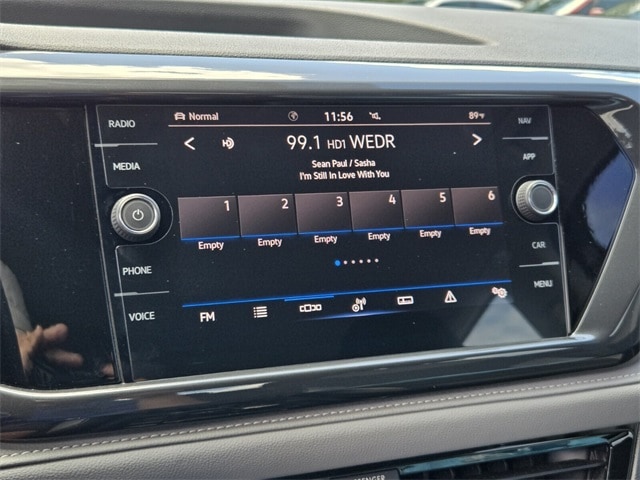 RADIO
MEDIA
PHONE
VOICE
Normal 11:56 89°F
99.1 HD1 WEDR
Sean Paul / Sasha
I'm Still In Love With You
1 2 3 4 5 6
Empty Empty Empty Empty Empty Empty
FM
NAV
APP
CAR
MENU